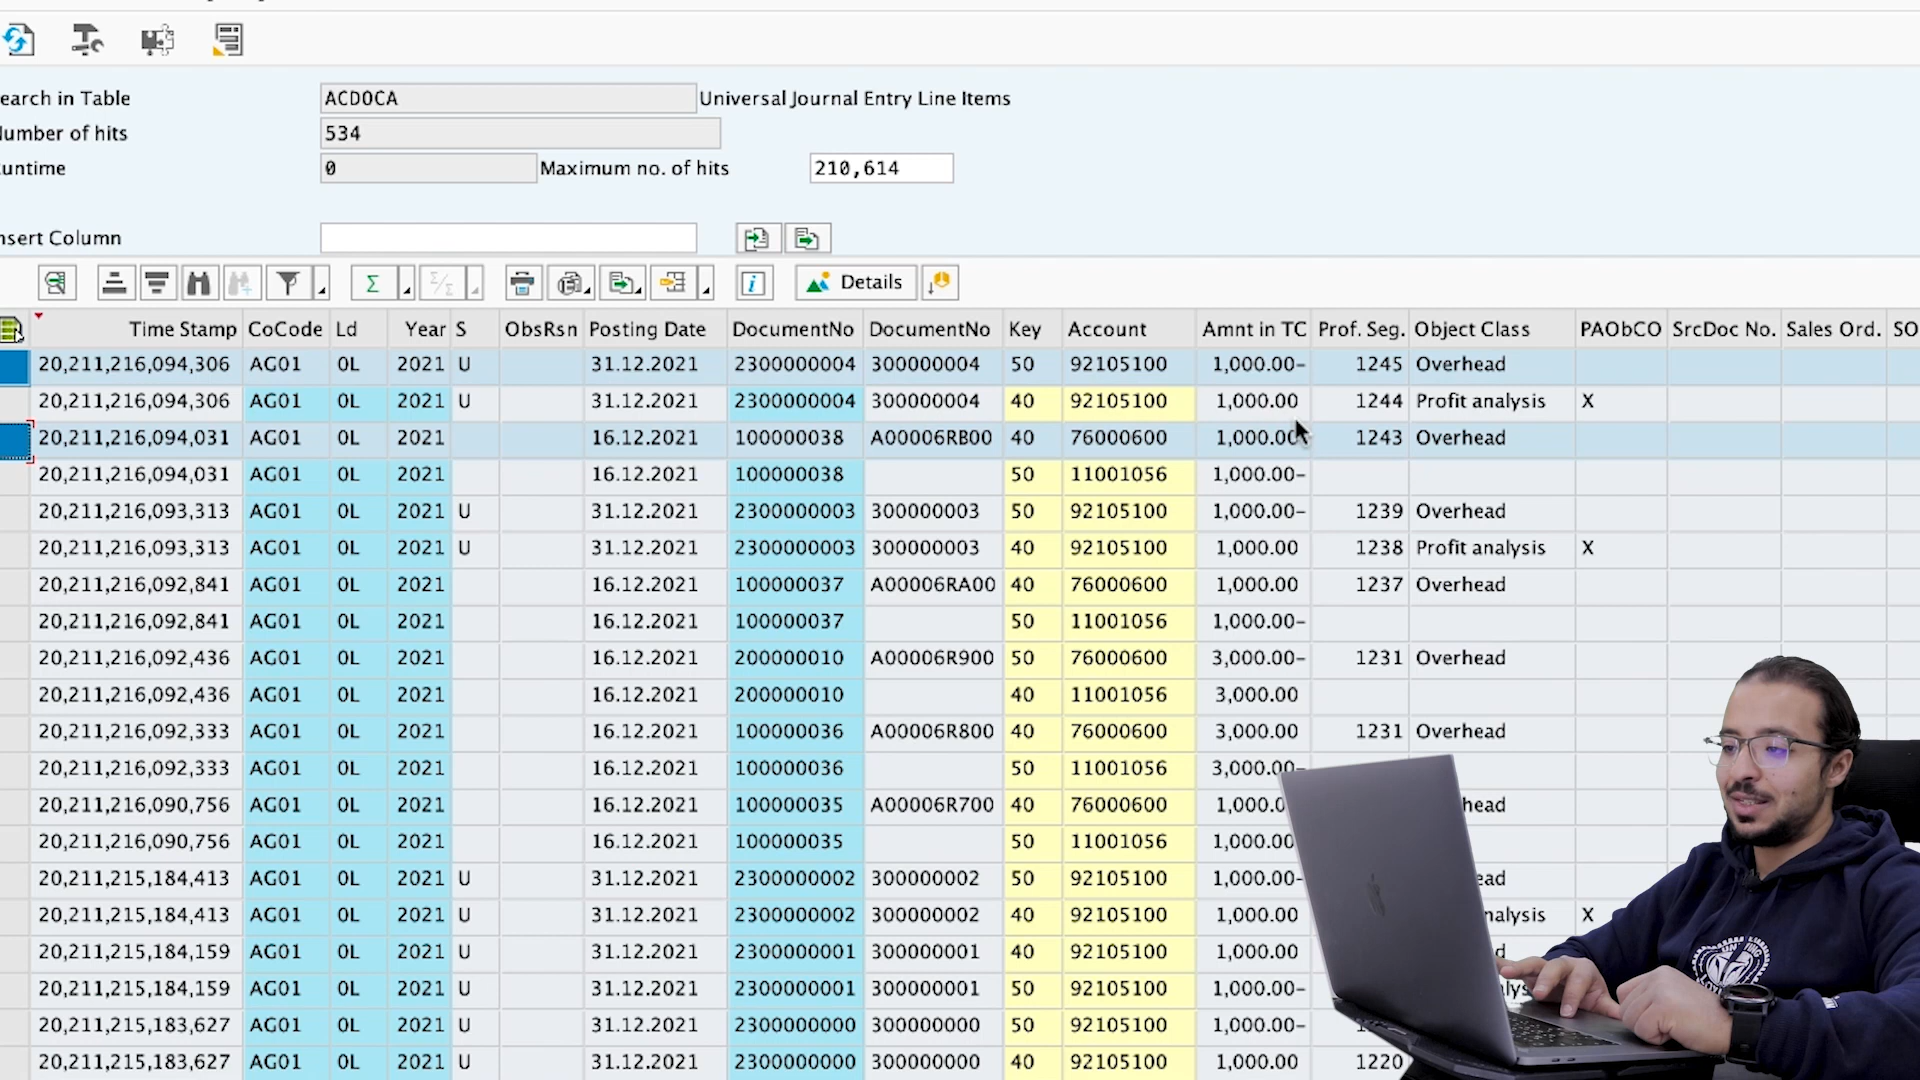 earch in Table ACDOCA Universal Journal Entry Line Items
umber of hits 534
untime 0 Maximum no. of hits 210,614
nsert Column
Details
Time Stamp CoCode Ld Year S ObsRsn Posting Date DocumentNo DocumentNo Key Account Amnt in TC Prof. Seg. Object Class PAObCO SrcDoc No. Sales Ord. SO
20,211,216,094,306 AG01 0L 2021 U 31.12.2021 2300000004 300000004 50 92105100 1,000.00- 1245 Overhead
20,211,216,094,306 AG01 0L 2021 U 31.12.2021 2300000004 300000004 40 92105100 1,000.00 1244 Profit analysis X
20,211,216,094,031 AG01 0L 2021 16.12.2021 100000038 A00006RB00 40 76000600 1,000.00 1243 Overhead
20,211,216,094,031 AG01 0L 2021 16.12.2021 100000038 50 11001056 1,000.00-
20,211,216,093,313 AG01 0L 2021 U 31.12.2021 2300000003 300000003 50 92105100 1,000.00- 1239 Overhead
20,211,216,093,313 AG01 0L 2021 U 31.12.2021 2300000003 300000003 40 92105100 1,000.00 1238 Profit analysis X
20,211,216,092,841 AG01 0L 2021 16.12.2021 100000037 A00006RA00 40 76000600 1,000.00 1237 Overhead
20,211,216,092,841 AG01 0L 2021 16.12.2021 100000037 50 11001056 1,000.00-
20,211,216,092,436 AG01 0L 2021 16.12.2021 200000010 A00006R900 50 76000600 3,000.00- 1231 Overhead
20,211,216,092,436 AG01 0L 2021 16.12.2021 200000010 40 11001056 3,000.00
20,211,216,092,333 AG01 0L 2021 16.12.2021 100000036 A00006R800 40 76000600 3,000.00 1231 Overhead
20,211,216,092,333 AG01 0L 2021 16.12.2021 100000036 50 11001056 3,000.00-
20,211,216,090,756 AG01 0L 2021 16.12.2021 100000035 A00006R700 40 76000600 1,000.0 head
20,211,216,090,756 AG01 0L 2021 16.12.2021 100000035 50 11001056 1,000.00
20,211,215,184,413 AG01 0L 2021 U 31.12.2021 2300000002 300000002 50 92105100 1,000.00- ead
20,211,215,184,413 AG01 0L 2021 U 31.12.2021 2300000002 300000002 40 92105100 1,000.00 nalysis X
20,211,215,184,159 AG01 0L 2021 U 31.12.2021 2300000001 300000001 40 92105100 1,000.00 d
20,211,215,184,159 AG01 0L 2021 U 31.12.2021 2300000001 300000001 50 92105100 1,000.00- lys
20,211,215,183,627 AG01 0L 2021 U 31.12.2021 2300000000 300000000 50 92105100 1,000.00-
20,211,215,183,627 AG01 0L 2021 U 31.12.2021 2300000000 300000000 40 92105100 1,000.00 1220